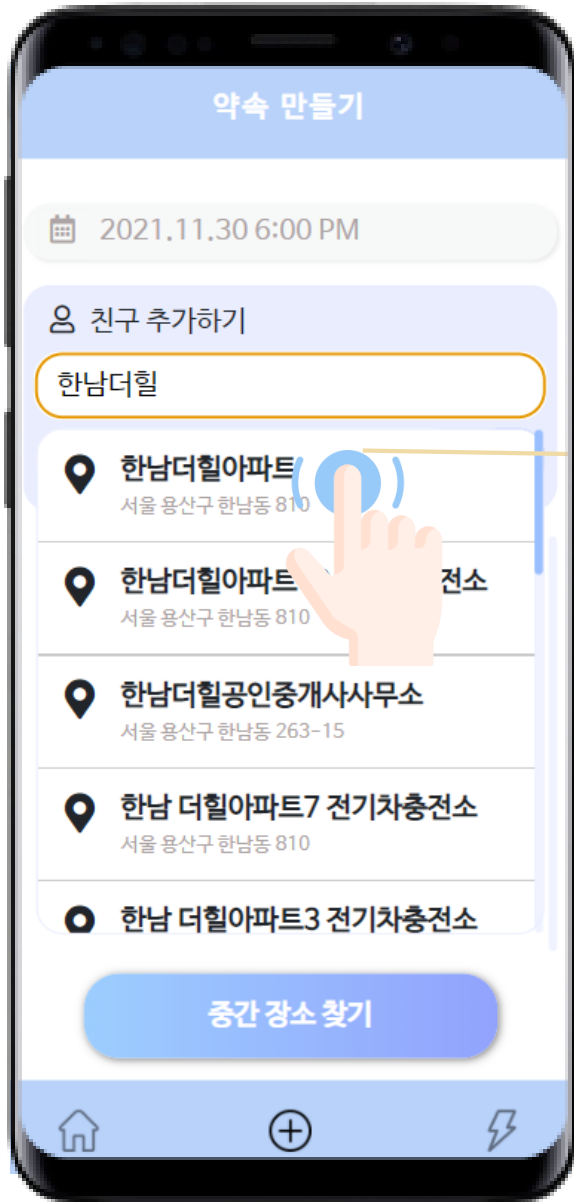 약속 만들기
2021.11.30 6:00 PM
친구 추가하기
한남더힐
한남더힐아파트
서울 용산구 한남동 810
한남더힐아파트 전소
서울 용산구 한남동 810
한남더힐공인중개사사무소
서울 용산구 한남동 263-15
한남 더힐아파트7 전기차충전소
서울 용산구 한남동 810
한남 더힐아파트3 전기차충전소
중간 장소 찾기